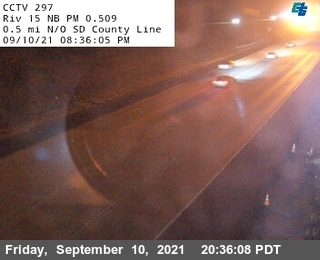 CCTV 297
Riv 15 NB PM 0.509
0.5 mi N/O SD County Line
09/10/21 08:36:05 PM
Friday, September 10, 2021 20:36:08 PDT